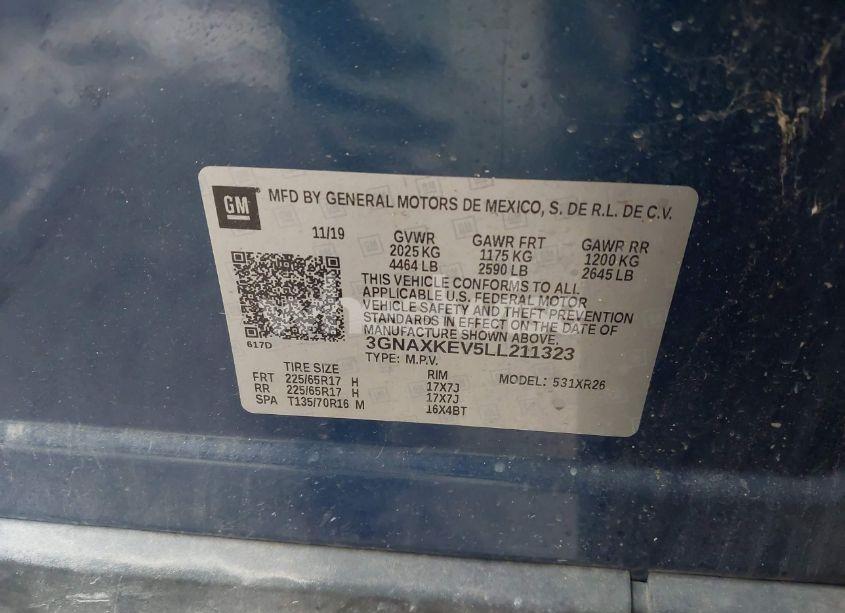 GM
MFD BY GENERAL MOTORS DE MEXICO, S. DE R.L. DE C.V.
11/19 GVWR GAWR FRT GAWR RR
2025 KG 1175 KG 1200 KG
4464 LB 2590 LB 2645 LB
THIS VEHICLE CONFORMS TO ALL
APPLICABLE U.S. FEDERAL MOTOR
VEHICLE SAFETY AND THEFT PREVENTION
STANDARDS IN EFFECT ON THE DATE OF
MANUFACTURE SHOWN ABOVE.
617D
3GNAXKEV5LL211323
TYPE: M.P.V.
TIRE SIZE RIM MODEL: 531XR26
FRT 225/65R17 H 17X7J
RR 225/65R17 H 17X7J
SPA T135/70R16 M 16X4BT